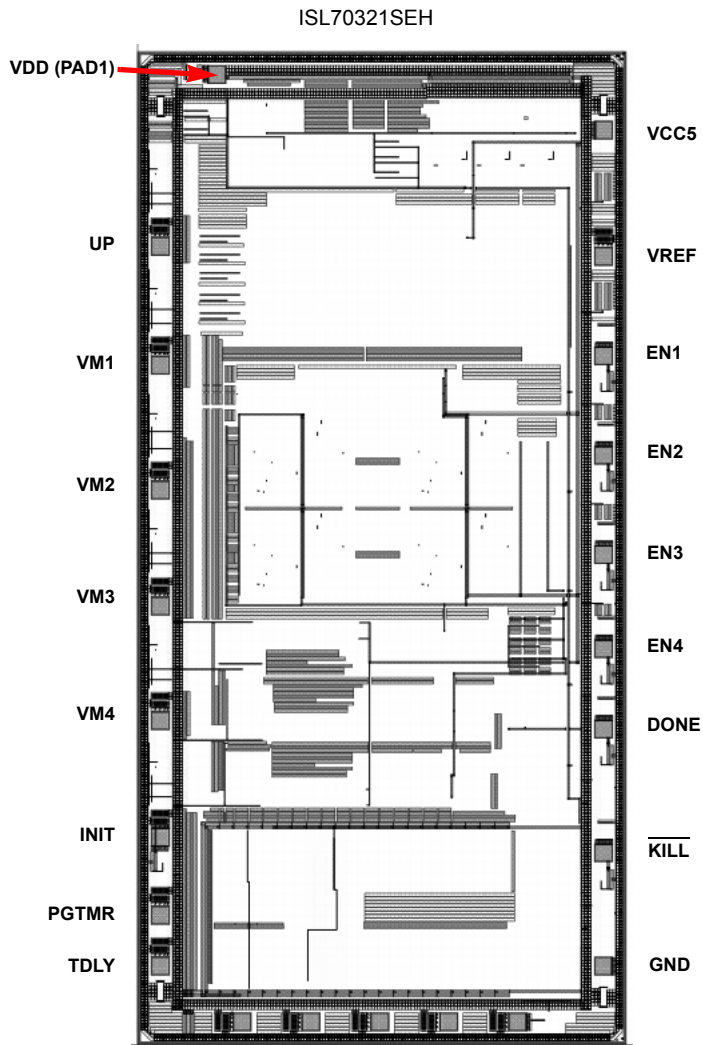 ISL70321SEH
VDD (PAD1)
VCC5
UP
VREF
EN1
VM1
EN2
VM2
EN3
VM3
EN4
VM4
DONE
INIT
KILL
PGTMR
TDLY
GND